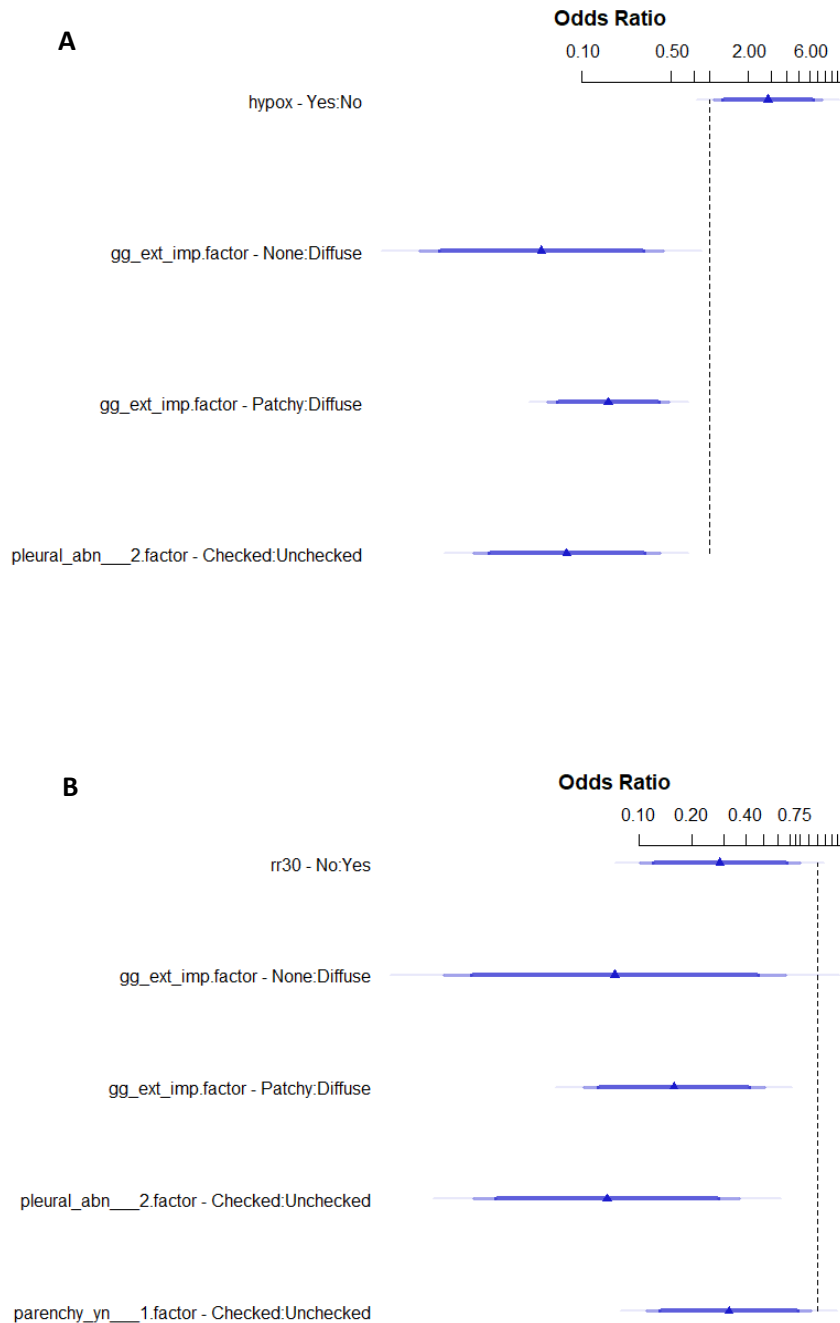 A
Odds Ratio
0.10 0.50 2.00 6.00
hypox - Yes:No
gg_ext_imp.factor - None:Diffuse
gg_ext_imp.factor - Patchy:Diffuse
pleural_abn___2.factor - Checked:Unchecked
B
Odds Ratio
0.10 0.20 0.40 0.75
rr30 - No:Yes
gg_ext_imp.factor - None:Diffuse
gg_ext_imp.factor - Patchy:Diffuse
pleural_abn___2.factor - Checked:Unchecked
parenchy_yn___1.factor - Checked:Unchecked